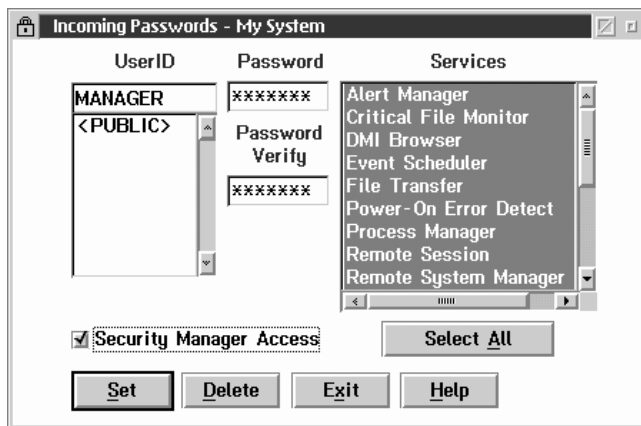 Incoming Passwords - My System
UserID
Password
Services
MANAGER
*******
<PUBLIC>
Password
Verify
*******
Alert Manager
Critical File Monitor
DMI Browser
Event Scheduler
File Transfer
Power-On Error Detect
Process Manager
Remote Session
Remote System Manager
Security Manager Access
Select All
Set
Delete
Exit
Help